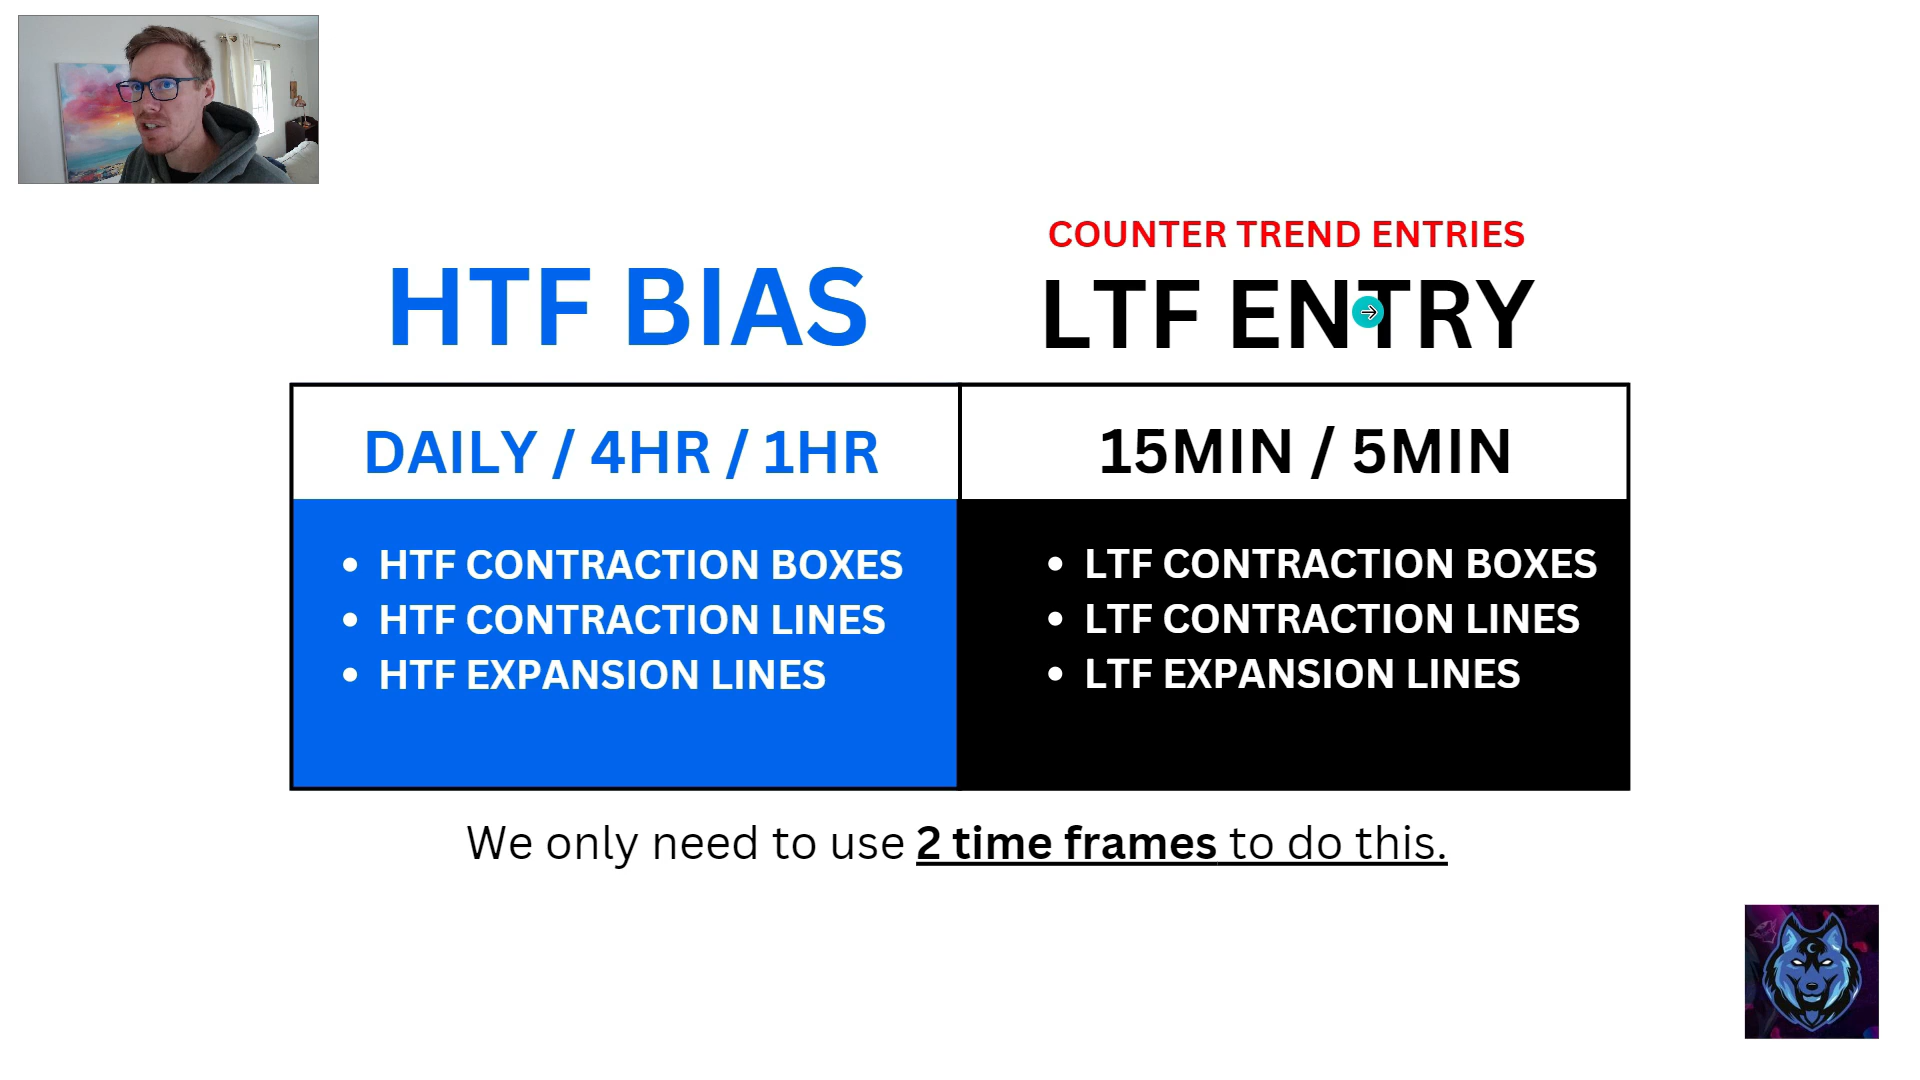 COUNTER TREND ENTRIES
HTF BIAS
LTF ENTRY
DAILY / 4HR / 1HR
15MIN / 5MIN
• HTF CONTRACTION BOXES
• HTF CONTRACTION LINES
• HTF EXPANSION LINES
• LTF CONTRACTION BOXES
• LTF CONTRACTION LINES
• LTF EXPANSION LINES
We only need to use 2 time frames to do this.